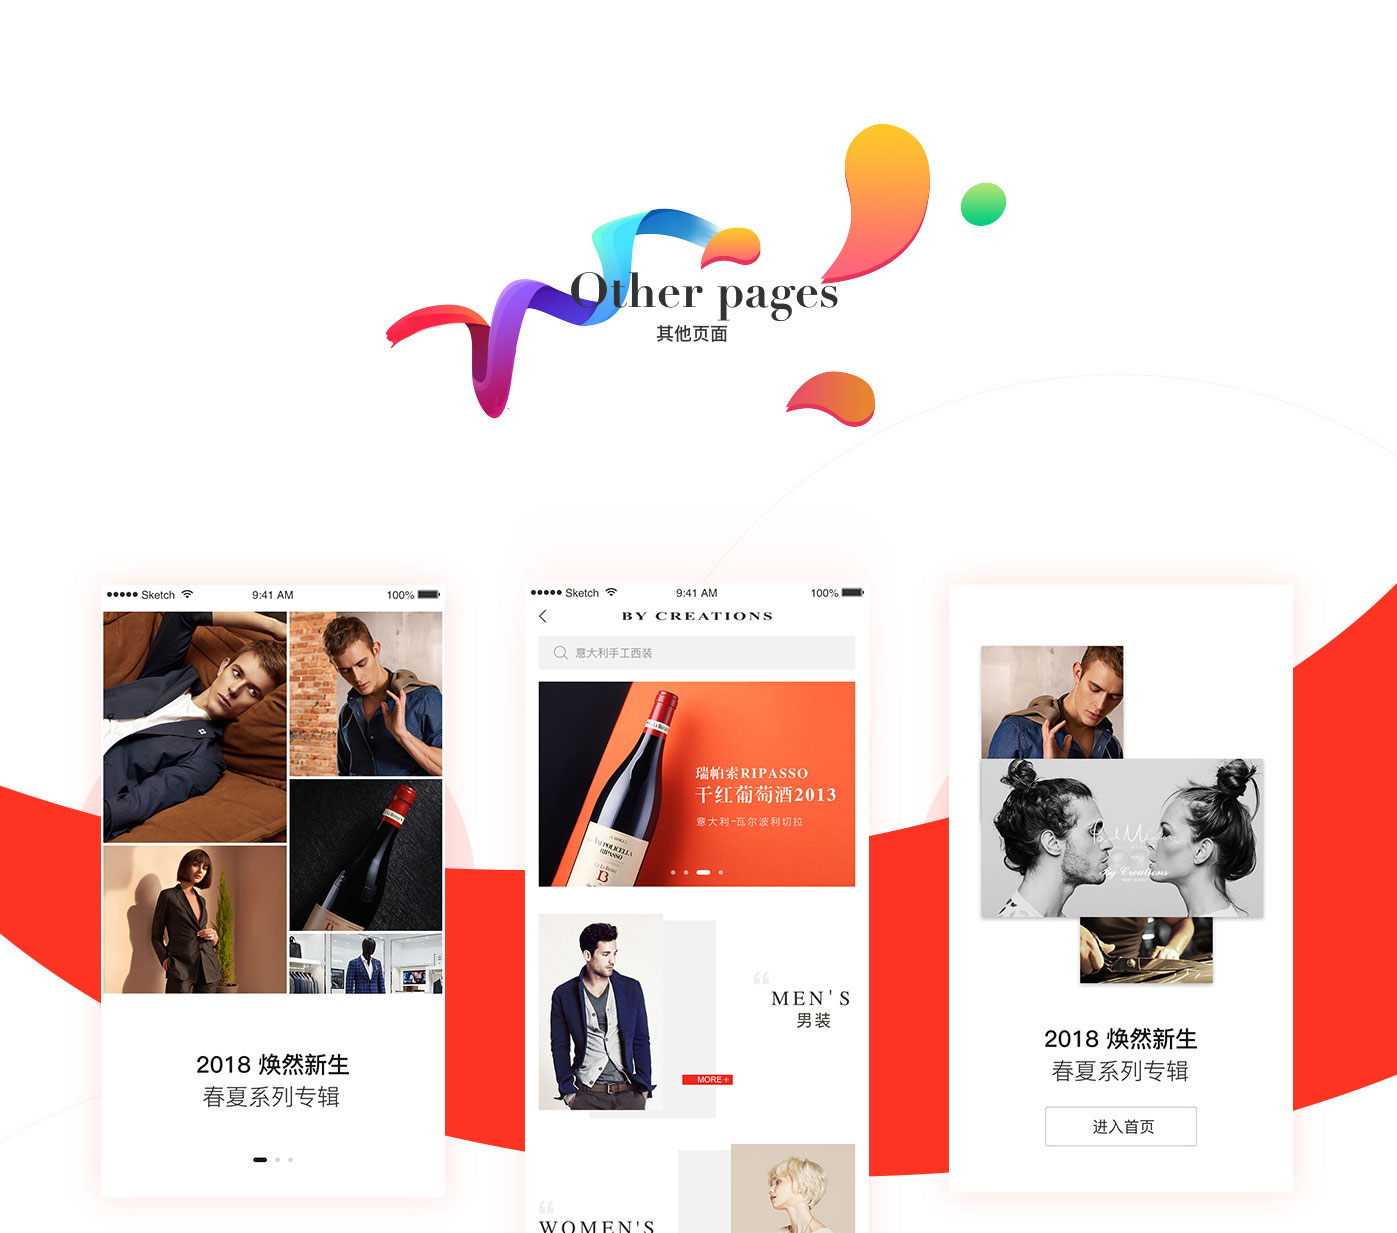 Other pages
其他页面
Sketch 9:41 AM 100%
2018 焕然新生
春夏系列专辑
Sketch 9:41 AM 100%
BY CREATIONS
意大利手工西装
瑞帕索RIPASSO
干红葡萄酒2013
意大利-瓦尔波利切拉
VALPOLICELLA
RIPASSO
B
MEN'S
男装
MORE+
WOMEN'S
By Creations
2018 焕然新生
春夏系列专辑
进入首页